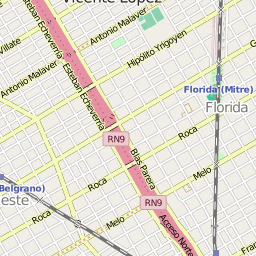 Vicente López
Antonio Malaver
Hipólito Yrigoyen
Esteban Echeverría
Antonio Malaver
Esteban Echeverría
Florida (Mitre)
Florida
RN9
Roca
Blas Parera
Belgrano)
Roca
Melo
este
RN9
Roca
Melo
Acceso Norte